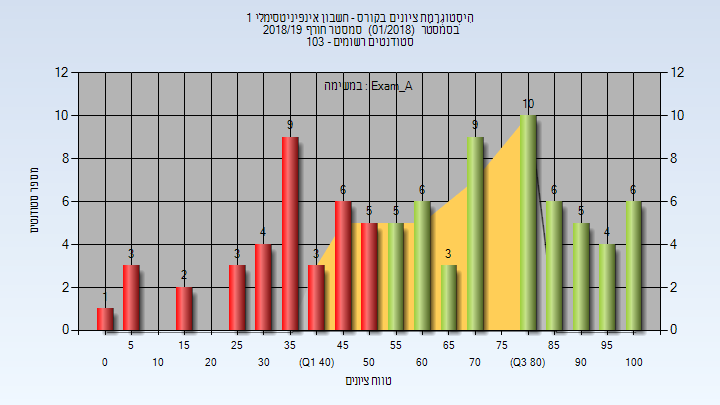 היסטוגרמת ציונים בקורס - חשבון אינפיניטסימלי 1
בסמסטר (01/2018) סמסטר חורף 2018/19
סטודנטים רשומים - 103
במשימה : Exam_A
מספר סטודנטים
12 12
10 10
8 8
6 6
4 4
2 2
0 0
1 3 2 3 4 9 3 6 5 5 6 3 9 10 6 5 4 6
5 15 25 35 45 55 65 75 85 95
0 10 20 30 (Q1 40) 50 60 70 (Q3 80) 90 100
טווח ציונים